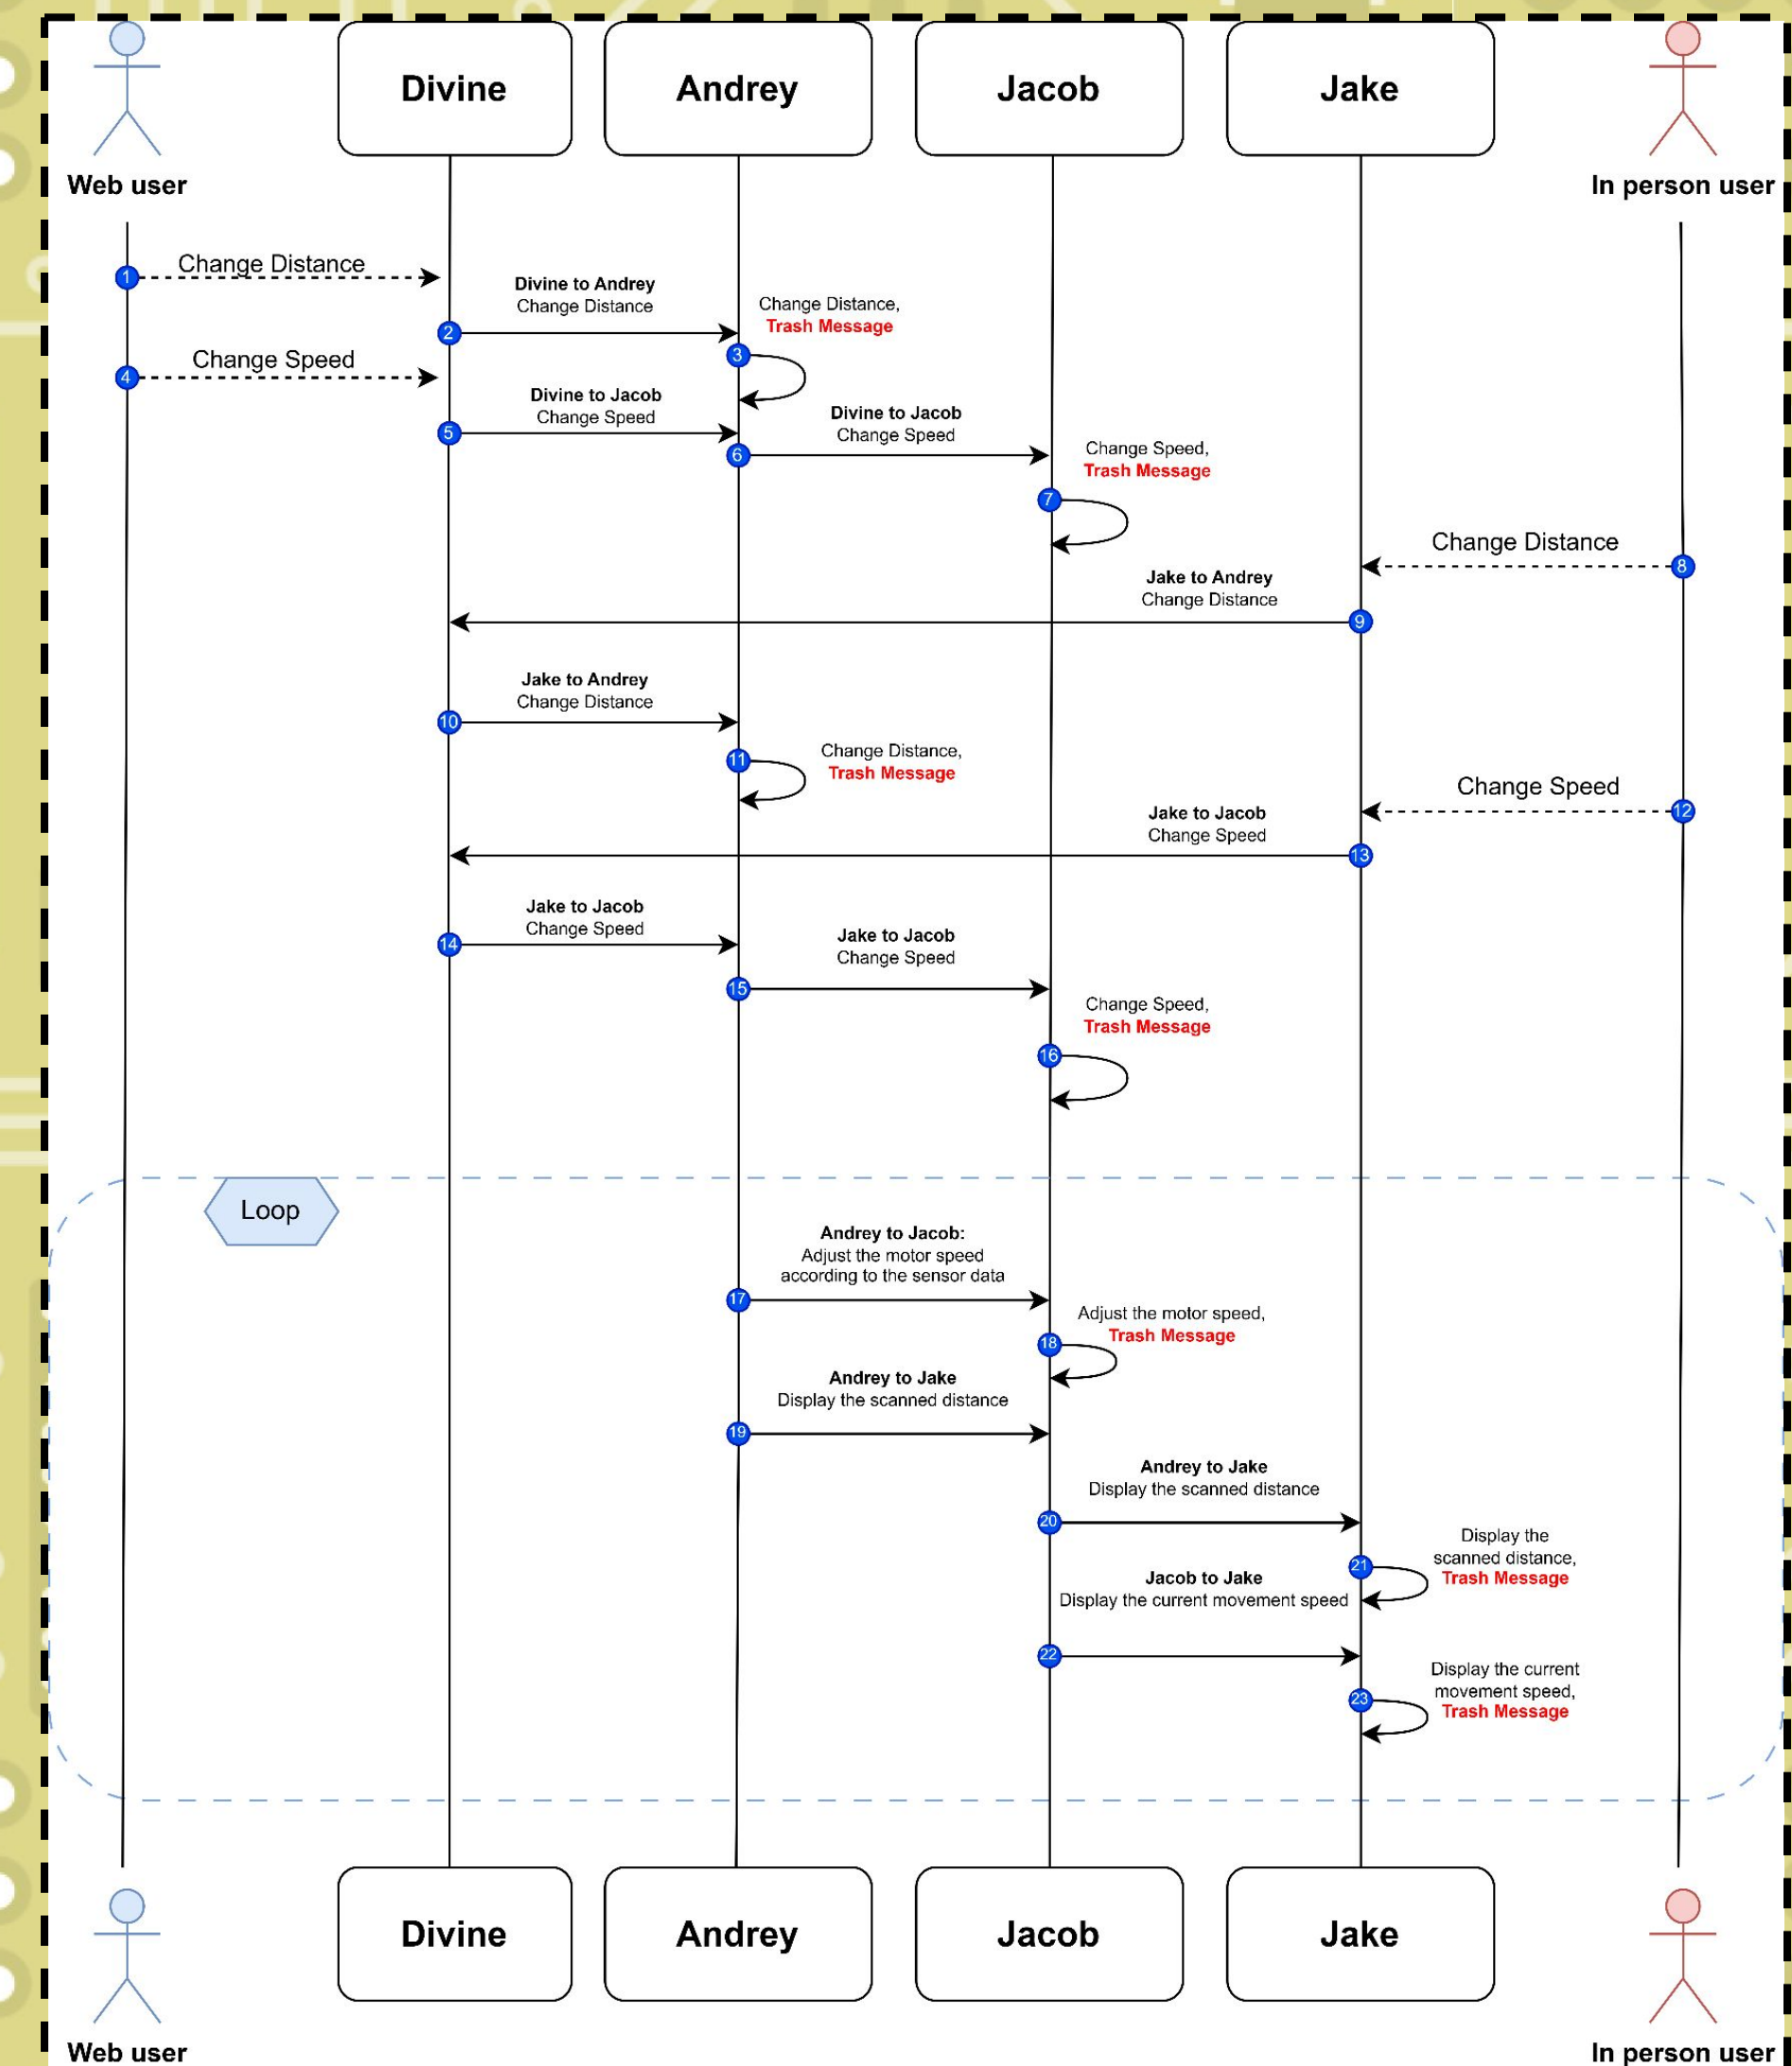 Divine
Andrey
Jacob
Jake
Web user
In person user
1
Change Distance
Divine to Andrey
Change Distance
2
Change Distance,
Trash Message
3
Change Speed
4
Divine to Jacob
Change Speed
5
Divine to Jacob
Change Speed
6
Change Speed,
Trash Message
7
Change Distance
8
Jake to Andrey
Change Distance
9
Jake to Andrey
Change Distance
10
11
Change Distance,
Trash Message
Change Speed
12
Jake to Jacob
Change Speed
13
Jake to Jacob
Change Speed
14
Jake to Jacob
Change Speed
15
Change Speed,
Trash Message
16
Loop
Andrey to Jacob:
Adjust the motor speed
according to the sensor data
17
Adjust the motor speed,
Trash Message
18
Andrey to Jake
Display the scanned distance
19
Andrey to Jake
Display the scanned distance
20
Display the
scanned distance,
Trash Message
21
Jacob to Jake
Display the current movement speed
22
Display the current
movement speed,
Trash Message
23
Divine
Andrey
Jacob
Jake
Web user
In person user